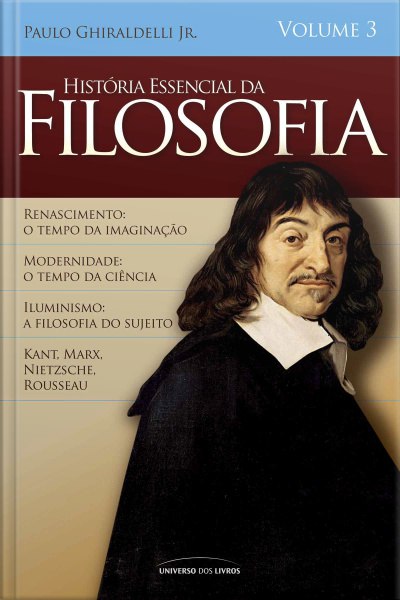 PAULO GHIRALDELLI JR.
VOLUME 3
HISTÓRIA ESSENCIAL DA
FILOSOFIA
RENASCIMENTO:
O TEMPO DA IMAGINAÇÃO
MODERNIDADE:
O TEMPO DA CIÊNCIA
ILUMINISMO:
A FILOSOFIA DO SUJEITO
KANT, MARX,
NIETZSCHE,
ROUSSEAU
UNIVERSO DOS LIVROS